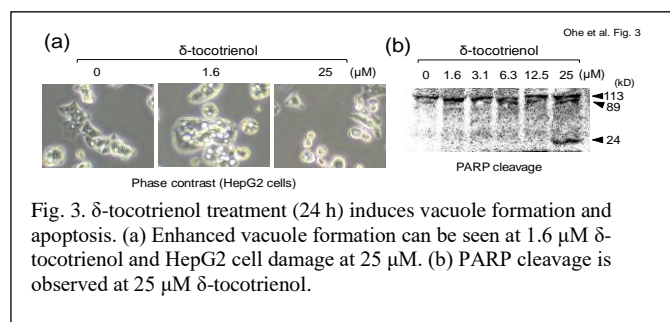 Ohe et al. Fig. 3
(a)
δ-tocotrienol
0 1.6 25 (μM)
Phase contrast (HepG2 cells)
(b)
δ-tocotrienol
0 1.6 3.1 6.3 12.5 25 (μM)
(kD)
113
89
24
PARP cleavage
Fig. 3. δ-tocotrienol treatment (24 h) induces vacuole formation and
apoptosis. (a) Enhanced vacuole formation can be seen at 1.6 μM δ-
tocotrienol and HepG2 cell damage at 25 μM. (b) PARP cleavage is
observed at 25 μM δ-tocotrienol.